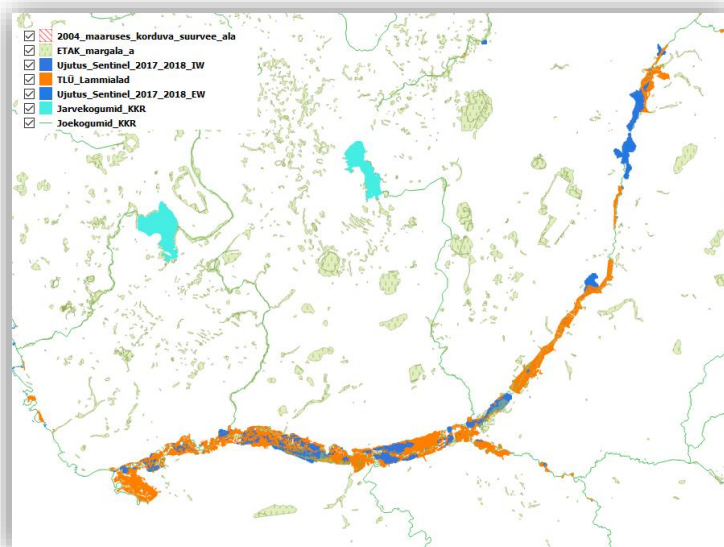 2004_maaruses_korduva_suurvee_ala
ETAK_margala_a
Ujutus_Sentinel_2017_2018_IW
TLÜ_Lammialad
Ujutus_Sentinel_2017_2018_EW
Jarvekogumid_KKR
Joekogumid_KKR